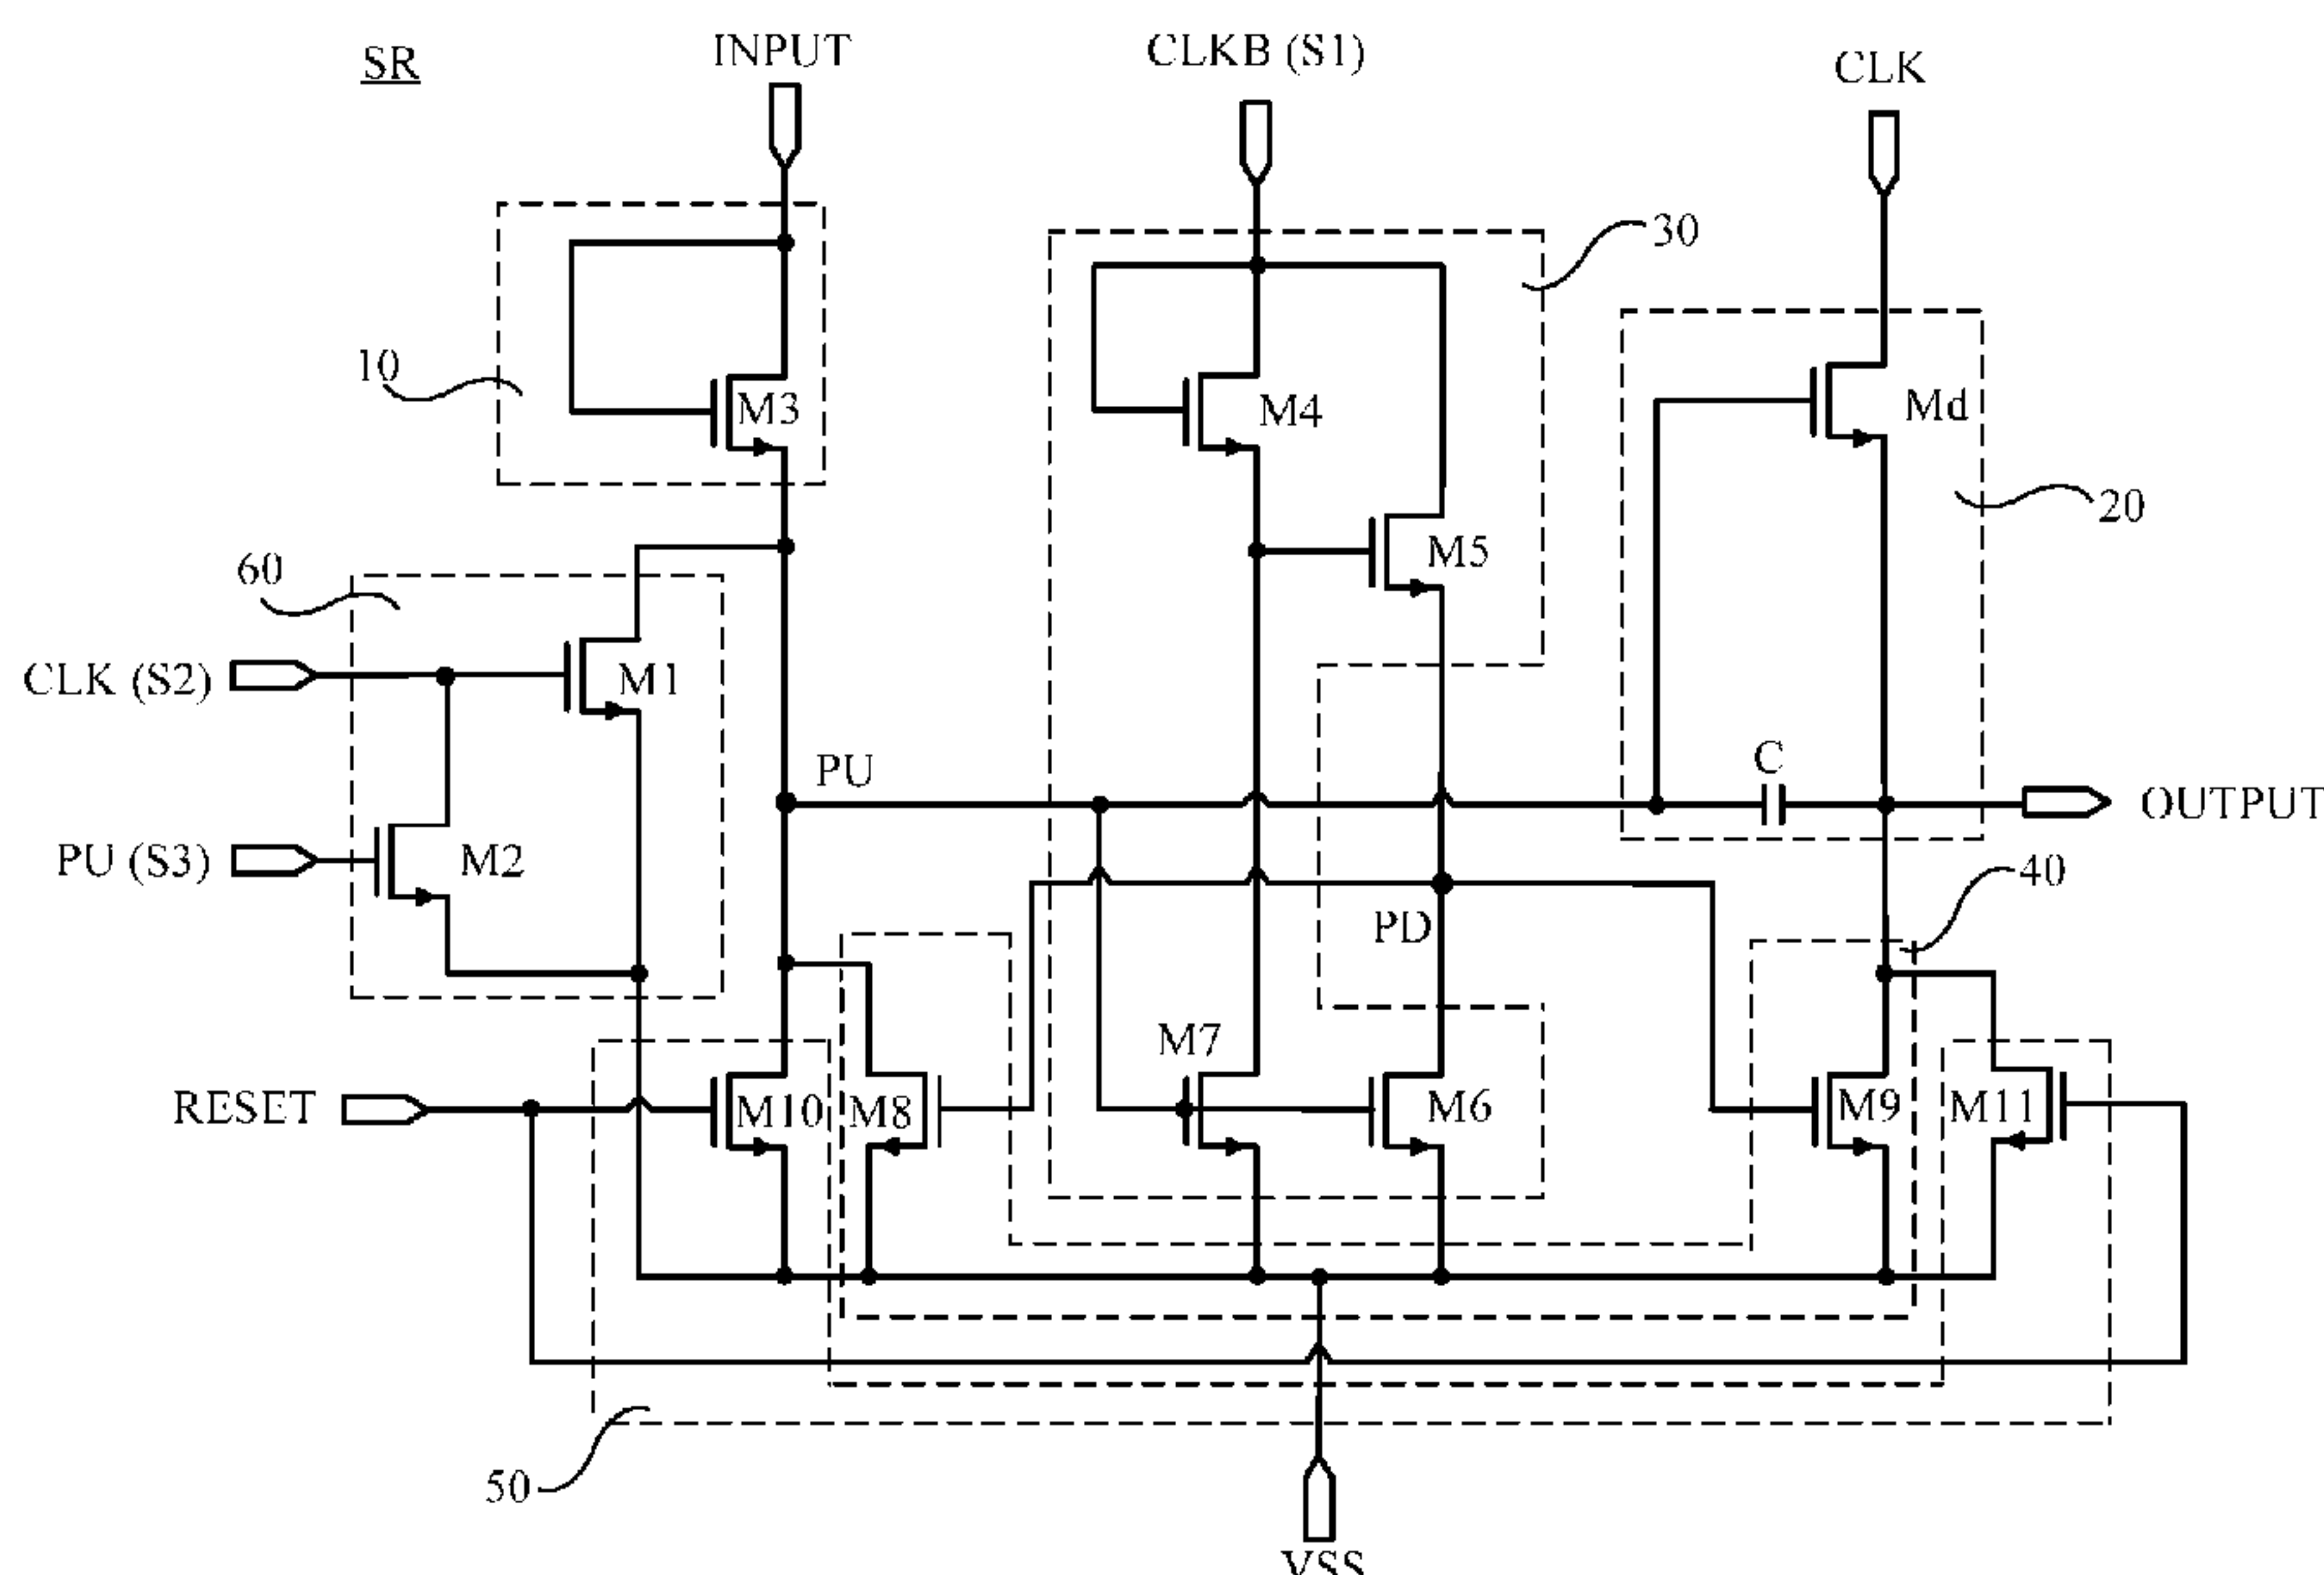 SR
INPUT
CLKB (S1)
CLK
30
10
M3
M4
Md
20
M5
60
CLK (S2)
M1
PU
C
OUTPUT
PU (S3)
M2
40
PD
M7
RESET
M10
M8
M6
M9
M11
50
VSS